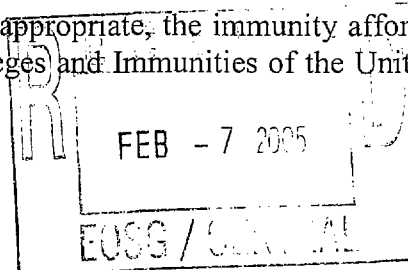 appropriate, the immunity affor
eges and Immunities of the Unit
FEB - 7 2005
EOSG /